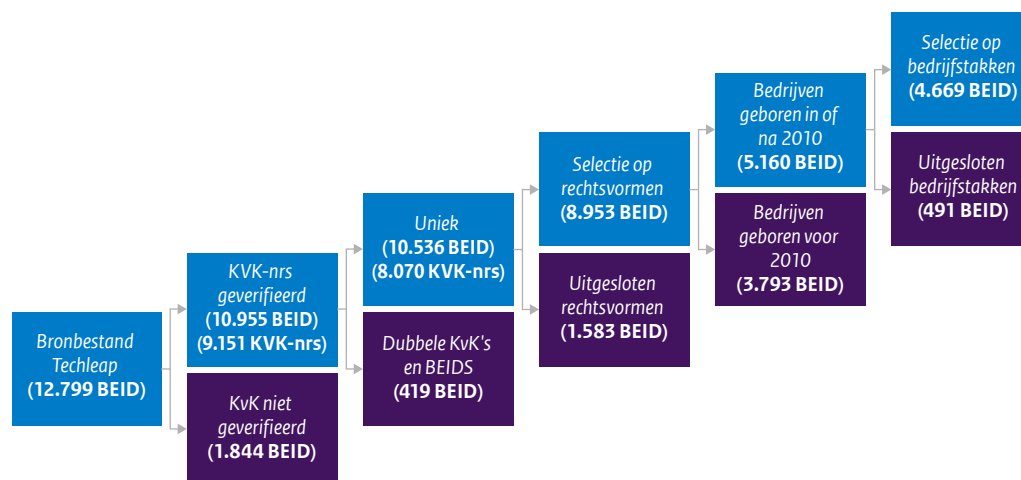 Bronbestand
Techleap
(12.799 BEID)
KVK-nrs
geverifieerd
(10.955 BEID)
(9.151 KVK-nrs)
KvK niet
geverifieerd
(1.844 BEID)
Uniek
(10.536 BEID)
(8.070 KVK-nrs)
Dubbele KvK's
en BEIDS
(419 BEID)
Selectie op
rechtsvormen
(8.953 BEID)
Uitgesloten
rechtsvormen
(1.583 BEID)
Bedrijven
geboren in of
na 2010
(5.160 BEID)
Bedrijven
geboren voor
2010
(3.793 BEID)
Selectie op
bedrijfstakken
(4.669 BEID)
Uitgesloten
bedrijfstakken
(491 BEID)